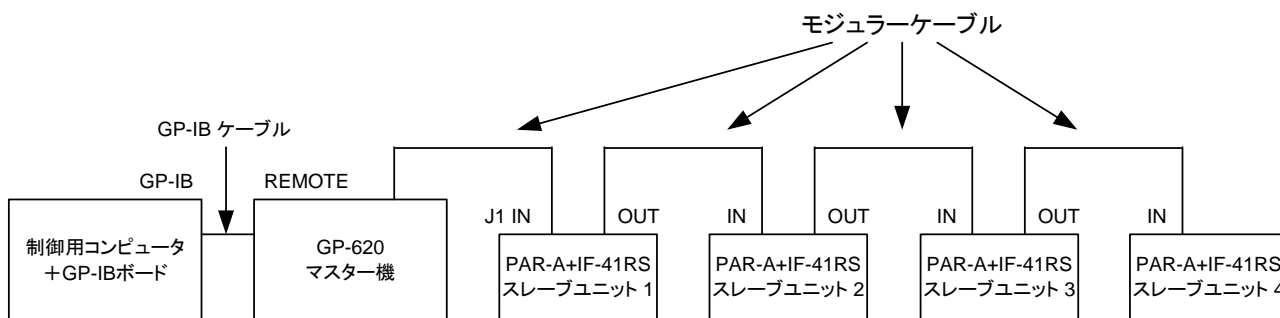 モジュラーケーブル
GP-IB ケーブル
GP-IB
REMOTE
J1 IN
OUT
IN
OUT
IN
OUT
IN
制御用コンピュータ
＋GP-IBボード
GP-620
マスター機
PAR-A+IF-41RS
スレーブユニット 1
PAR-A+IF-41RS
スレーブユニット 2
PAR-A+IF-41RS
スレーブユニット 3
PAR-A+IF-41RS
スレーブユニット 4